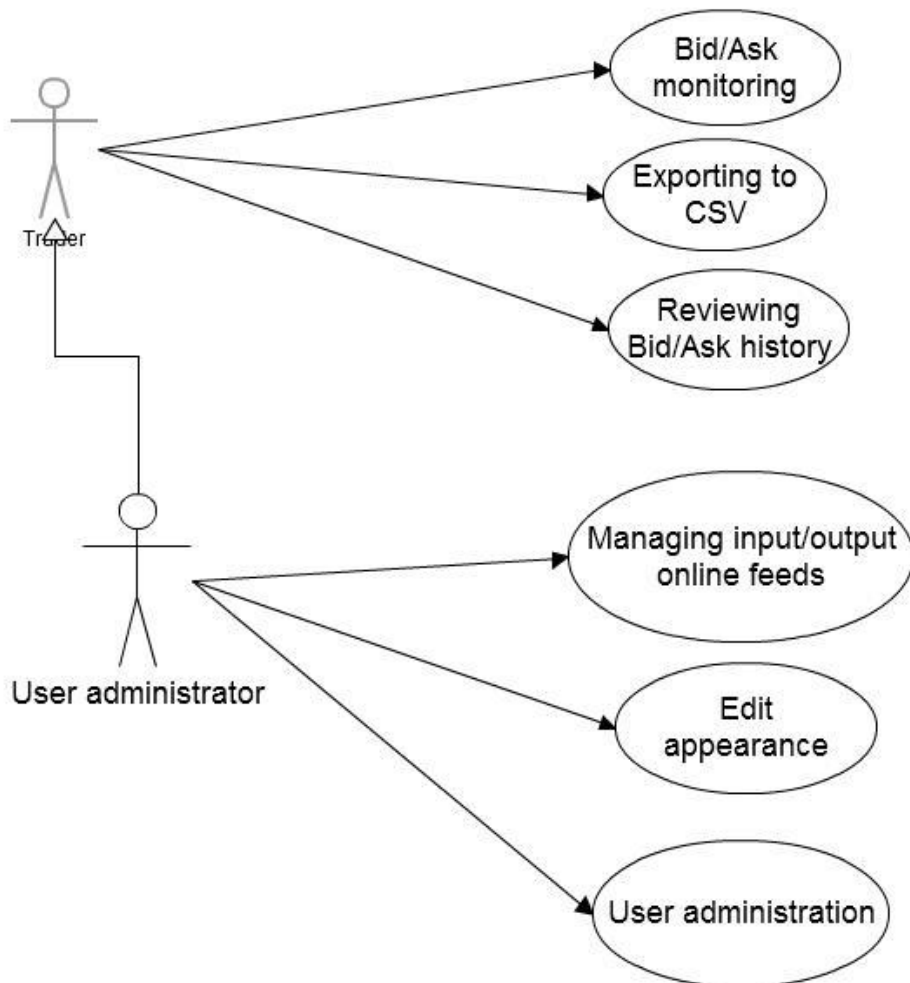 Bid/Ask
monitoring
Exporting to
CSV
Trader
Reviewing
Bid/Ask history
Managing input/output
online feeds
User administrator
Edit
appearance
User administration